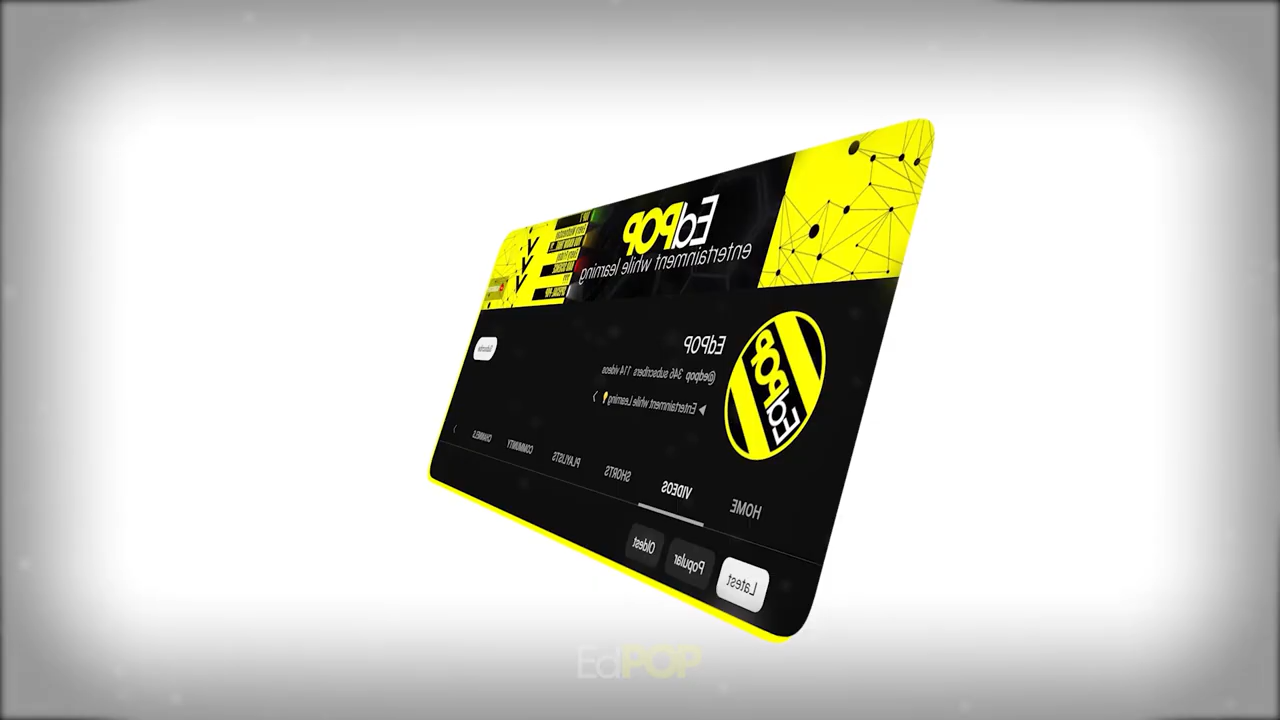 EdPOP
entertainment while learning
EdPOP
@edpop 346 subscribers 114 videos
Entertainment while Learning
Subscribe
HOME VIDEOS SHORTS PLAYLISTS COMMUNITY CHANNELS
Latest Popular Oldest
EdPOP
EdPOP